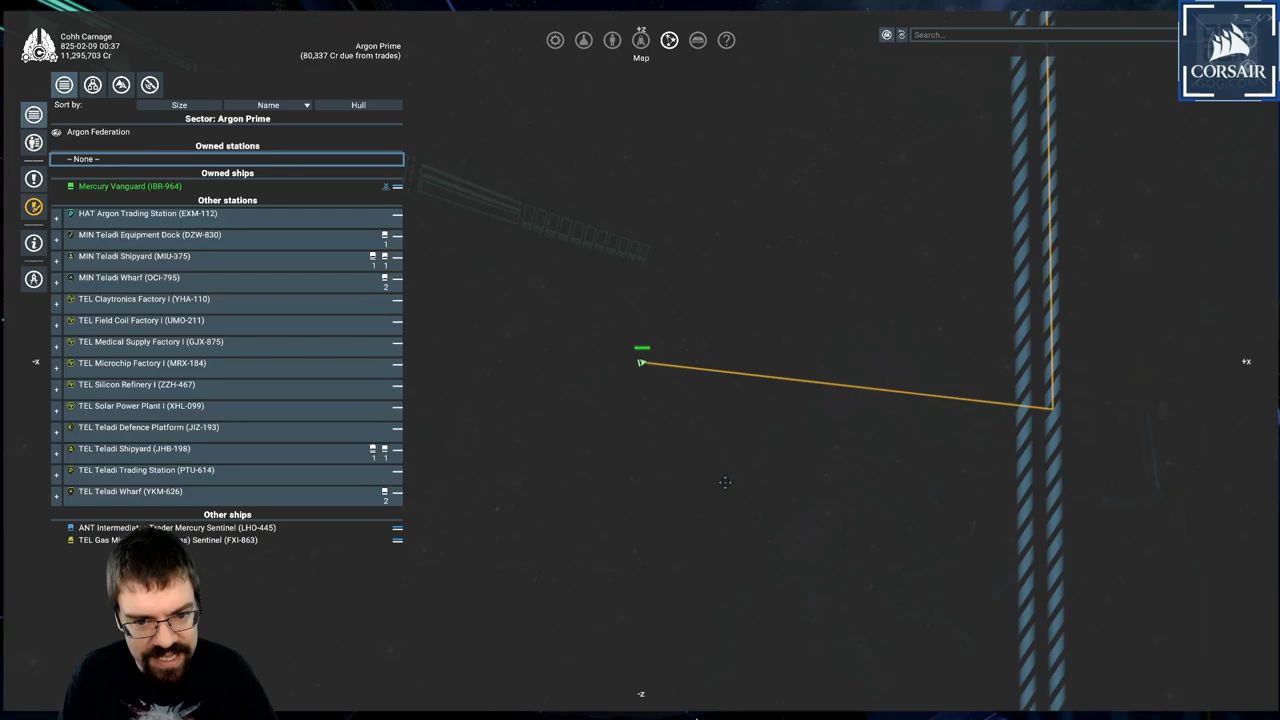 Cohh Carnage
825-02-09 00:37
11,295,703 Cr
Argon Prime
(80,337 Cr due from trades)
+Z
Map
Search...
CORSAIR
Sort by:
Size
Name
Hull
Sector: Argon Prime
Argon Federation
Owned stations
-- None --
Owned ships
Mercury Vanguard (IBR-964)
Other stations
HAT Argon Trading Station (EXM-112)
MIN Teladi Equipment Dock (DZW-830)
1
MIN Teladi Shipyard (MIU-375)
1 1
MIN Teladi Wharf (OCI-795)
2
TEL Claytronics Factory I (YHA-110)
TEL Field Coil Factory I (UMO-211)
TEL Medical Supply Factory I (GJX-875)
TEL Microchip Factory I (MRX-184)
TEL Silicon Refinery I (ZZH-467)
TEL Solar Power Plant I (XHL-099)
TEL Teladi Defence Platform (JIZ-193)
TEL Teladi Shipyard (JHB-198)
1 1
TEL Teladi Trading Station (PTU-614)
TEL Teladi Wharf (YKM-626)
2
Other ships
ANT Intermediat Trader Mercury Sentinel (LHO-445)
TEL Gas Mi s) Sentinel (FXI-863)
-X
+X
-Z